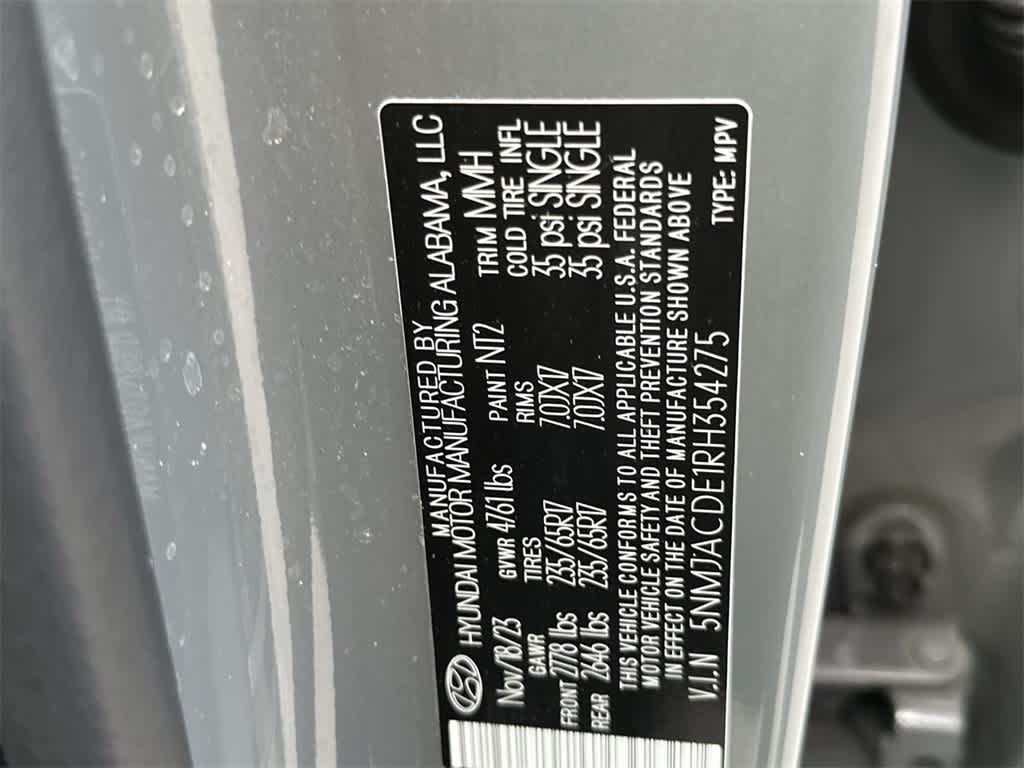 MANUFACTURED BY
HYUNDAI MOTOR MANUFACTURING ALABAMA, LLC
Nov/18/23 GVWR 4761 lbs PAINT NT2 TRIM MMH
GAWR TIRES RIMS COLD TIRE INFL
FRONT 2778 lbs 235/65R17 7.0JX17 35 psi SINGLE
REAR 2646 lbs 235/65R17 7.0JX17 35 psi SINGLE
THIS VEHICLE CONFORMS TO ALL APPLICABLE U.S.A. FEDERAL
MOTOR VEHICLE SAFETY AND THEFT PREVENTION STANDARDS
IN EFFECT ON THE DATE OF MANUFACTURE SHOWN ABOVE
V.I.N 5NMJACDE1RH354275 TYPE: MPV